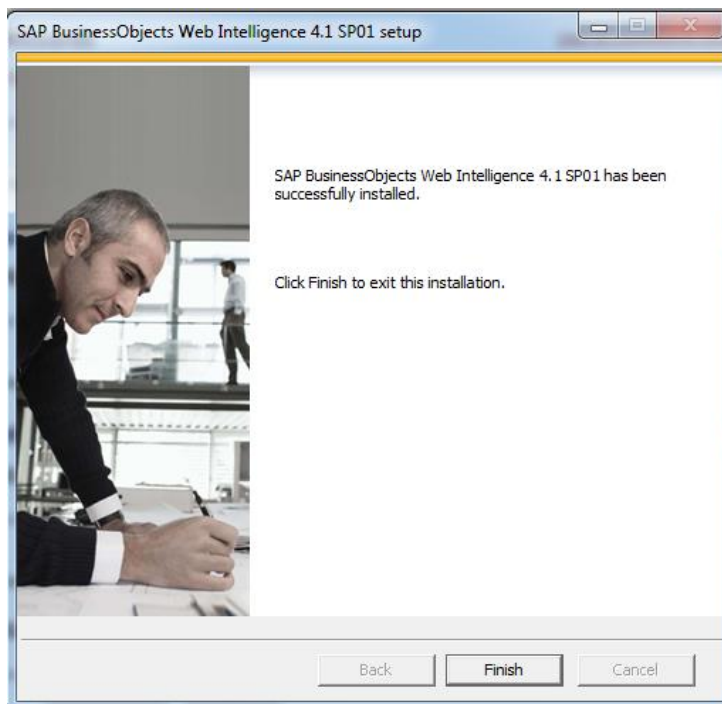 SAP BusinessObjects Web Intelligence 4.1 SP01 setup
SAP BusinessObjects Web Intelligence 4.1 SP01 has been
successfully installed.
Click Finish to exit this installation.
Back
Finish
Cancel